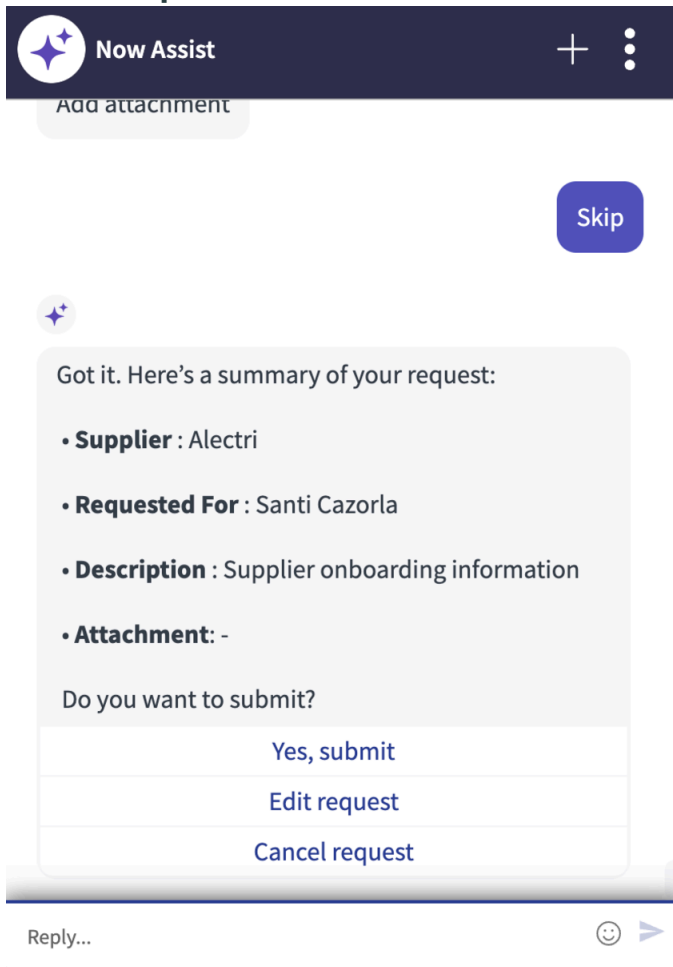 Now Assist
Add attachment
Skip
Got it. Here’s a summary of your request:
• Supplier : Alectri
• Requested For : Santi Cazorla
• Description : Supplier onboarding information
• Attachment: -
Do you want to submit?
Yes, submit
Edit request
Cancel request
Reply...